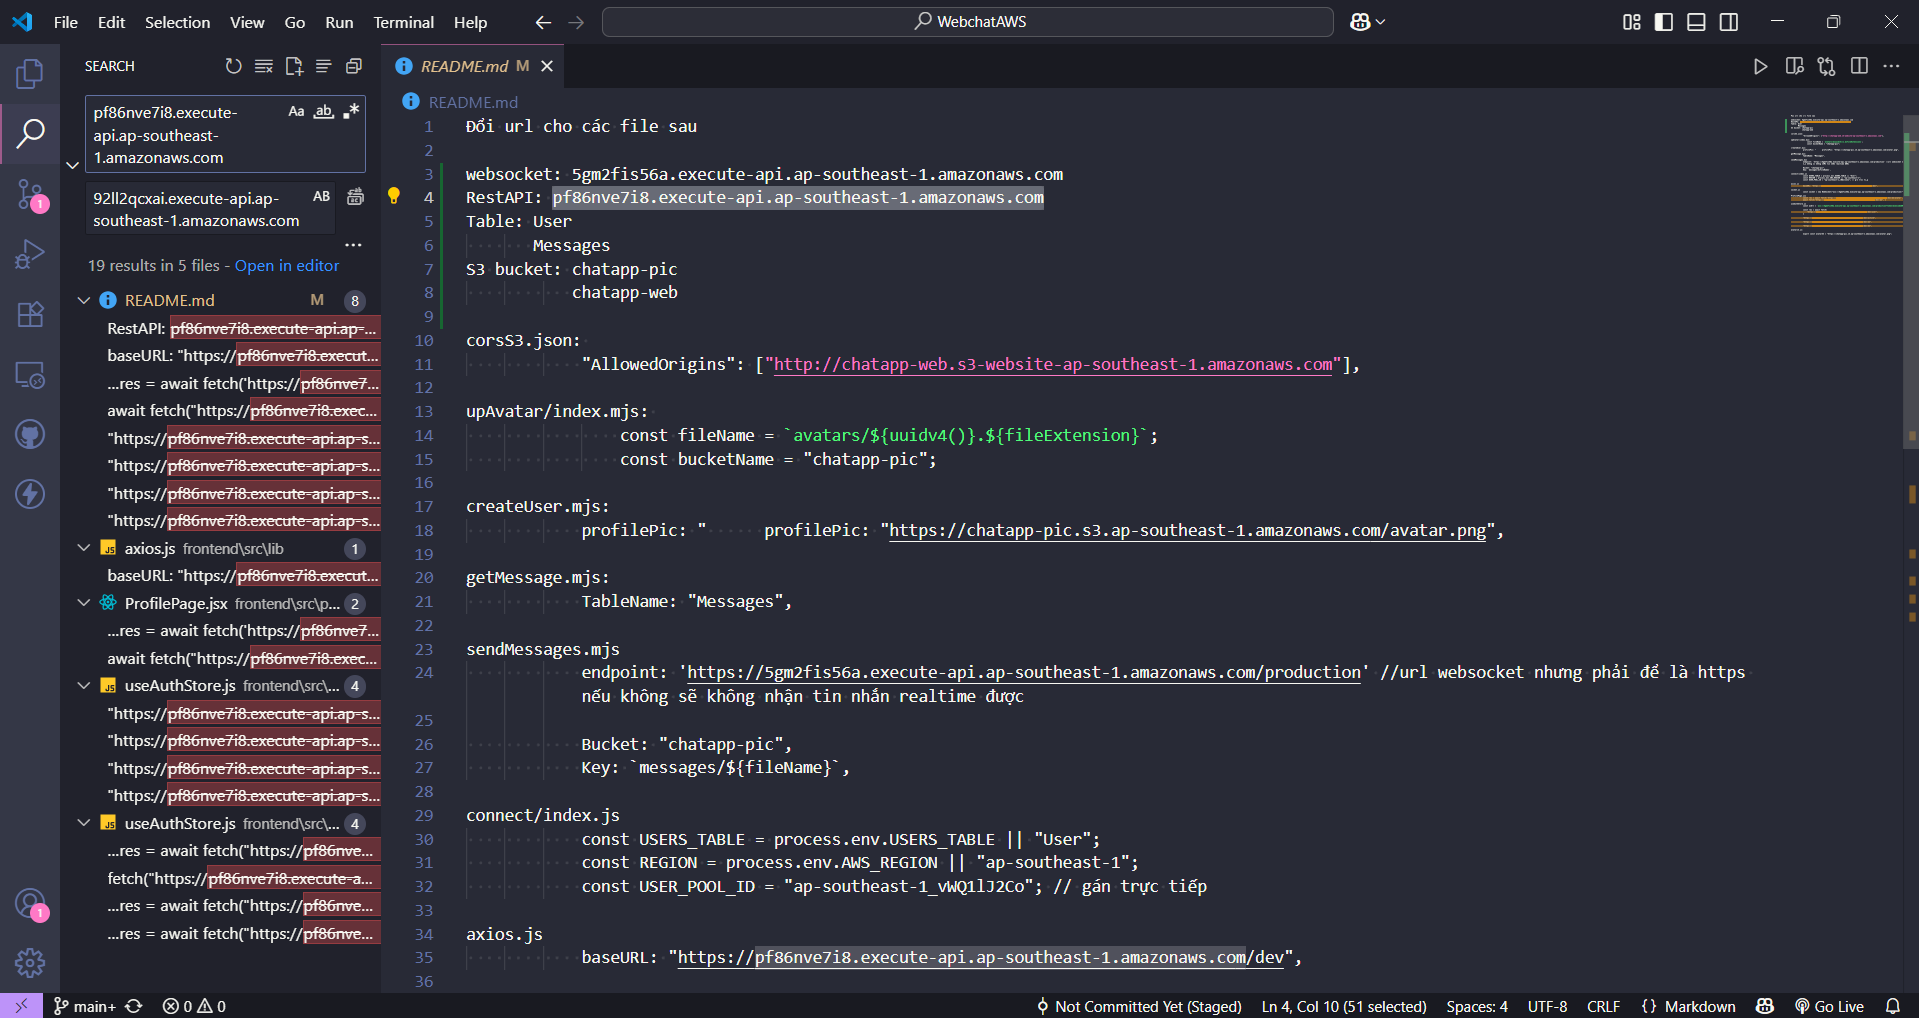 File Edit Selection View Go Run Terminal Help
WebchatAWS
SEARCH
pf86nve7i8.execute-
api.ap-southeast-
1.amazonaws.com
Aa ab
92ll2qcxai.execute-api.ap-
southeast-1.amazonaws.com
AB
19 results in 5 files - Open in editor
README.md M 8
RestAPI: pf86nve7i8.execute-api.ap-...
baseURL: "https://pf86nve7i8.execut...
...res = await fetch('https://pf86nve7...
await fetch("https://pf86nve7i8.exec...
"https://pf86nve7i8.execute-api.ap-s...
"https://pf86nve7i8.execute-api.ap-s...
"https://pf86nve7i8.execute-api.ap-s...
"https://pf86nve7i8.execute-api.ap-s...
JS axios.js frontend\src\lib 1
baseURL: "https://pf86nve7i8.execut...
ProfilePage.jsx frontend\src\p... 2
...res = await fetch('https://pf86nve7...
await fetch("https://pf86nve7i8.exec...
JS useAuthStore.js frontend\src\... 4
"https://pf86nve7i8.execute-api.ap-s...
"https://pf86nve7i8.execute-api.ap-s...
"https://pf86nve7i8.execute-api.ap-s...
"https://pf86nve7i8.execute-api.ap-s...
JS useAuthStore.js frontend\src\... 4
...res = await fetch("https://pf86nve...
fetch("https://pf86nve7i8.execute-a...
...res = await fetch("https://pf86nve...
...res = await fetch("https://pf86nve...
1
1
README.md M
README.md
1 Đổi url cho các file sau
2
3 websocket: 5gm2fis56a.execute-api.ap-southeast-1.amazonaws.com
4 RestAPI: pf86nve7i8.execute-api.ap-southeast-1.amazonaws.com
5 Table: User
6 Messages
7 S3 bucket: chatapp-pic
8 chatapp-web
9
10 corsS3.json:
11 "AllowedOrigins": ["http://chatapp-web.s3-website-ap-southeast-1.amazonaws.com"],
12
13 upAvatar/index.mjs:
14 const fileName = `avatars/${uuidv4()}.${fileExtension}`;
15 const bucketName = "chatapp-pic";
16
17 createUser.mjs:
18 profilePic: " profilePic: "https://chatapp-pic.s3.ap-southeast-1.amazonaws.com/avatar.png",
19
20 getMessage.mjs:
21 TableName: "Messages",
22
23 sendMessages.mjs
24 endpoint: 'https://5gm2fis56a.execute-api.ap-southeast-1.amazonaws.com/production' //url websocket nhưng phải để là https
nếu không sẽ không nhận tin nhắn realtime được
25
26 Bucket: "chatapp-pic",
27 Key: `messages/${fileName}`,
28
29 connect/index.js
30 const USERS_TABLE = process.env.USERS_TABLE || "User";
31 const REGION = process.env.AWS_REGION || "ap-southeast-1";
32 const USER_POOL_ID = "ap-southeast-1_vWQ1lJ2Co"; // gán trực tiếp
33
34 axios.js
35 baseURL: "https://pf86nve7i8.execute-api.ap-southeast-1.amazonaws.com/dev",
36
main+ 0 0 Not Committed Yet (Staged) Ln 4, Col 10 (51 selected) Spaces: 4 UTF-8 CRLF {} Markdown Go Live